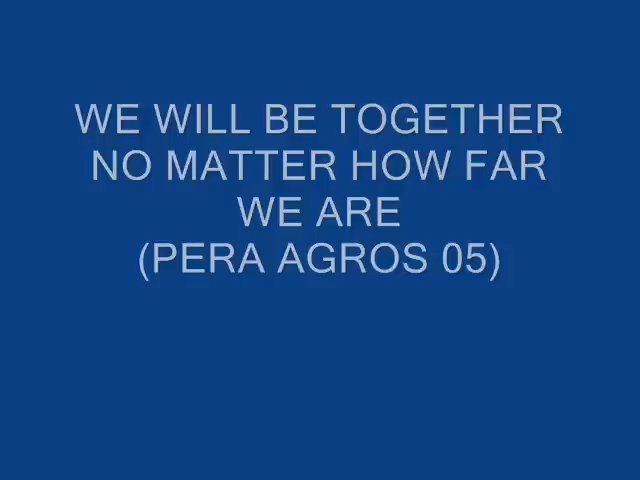 WE WILL BE TOGETHER
NO MATTER HOW FAR
WE ARE
(PERA AGROS 05)